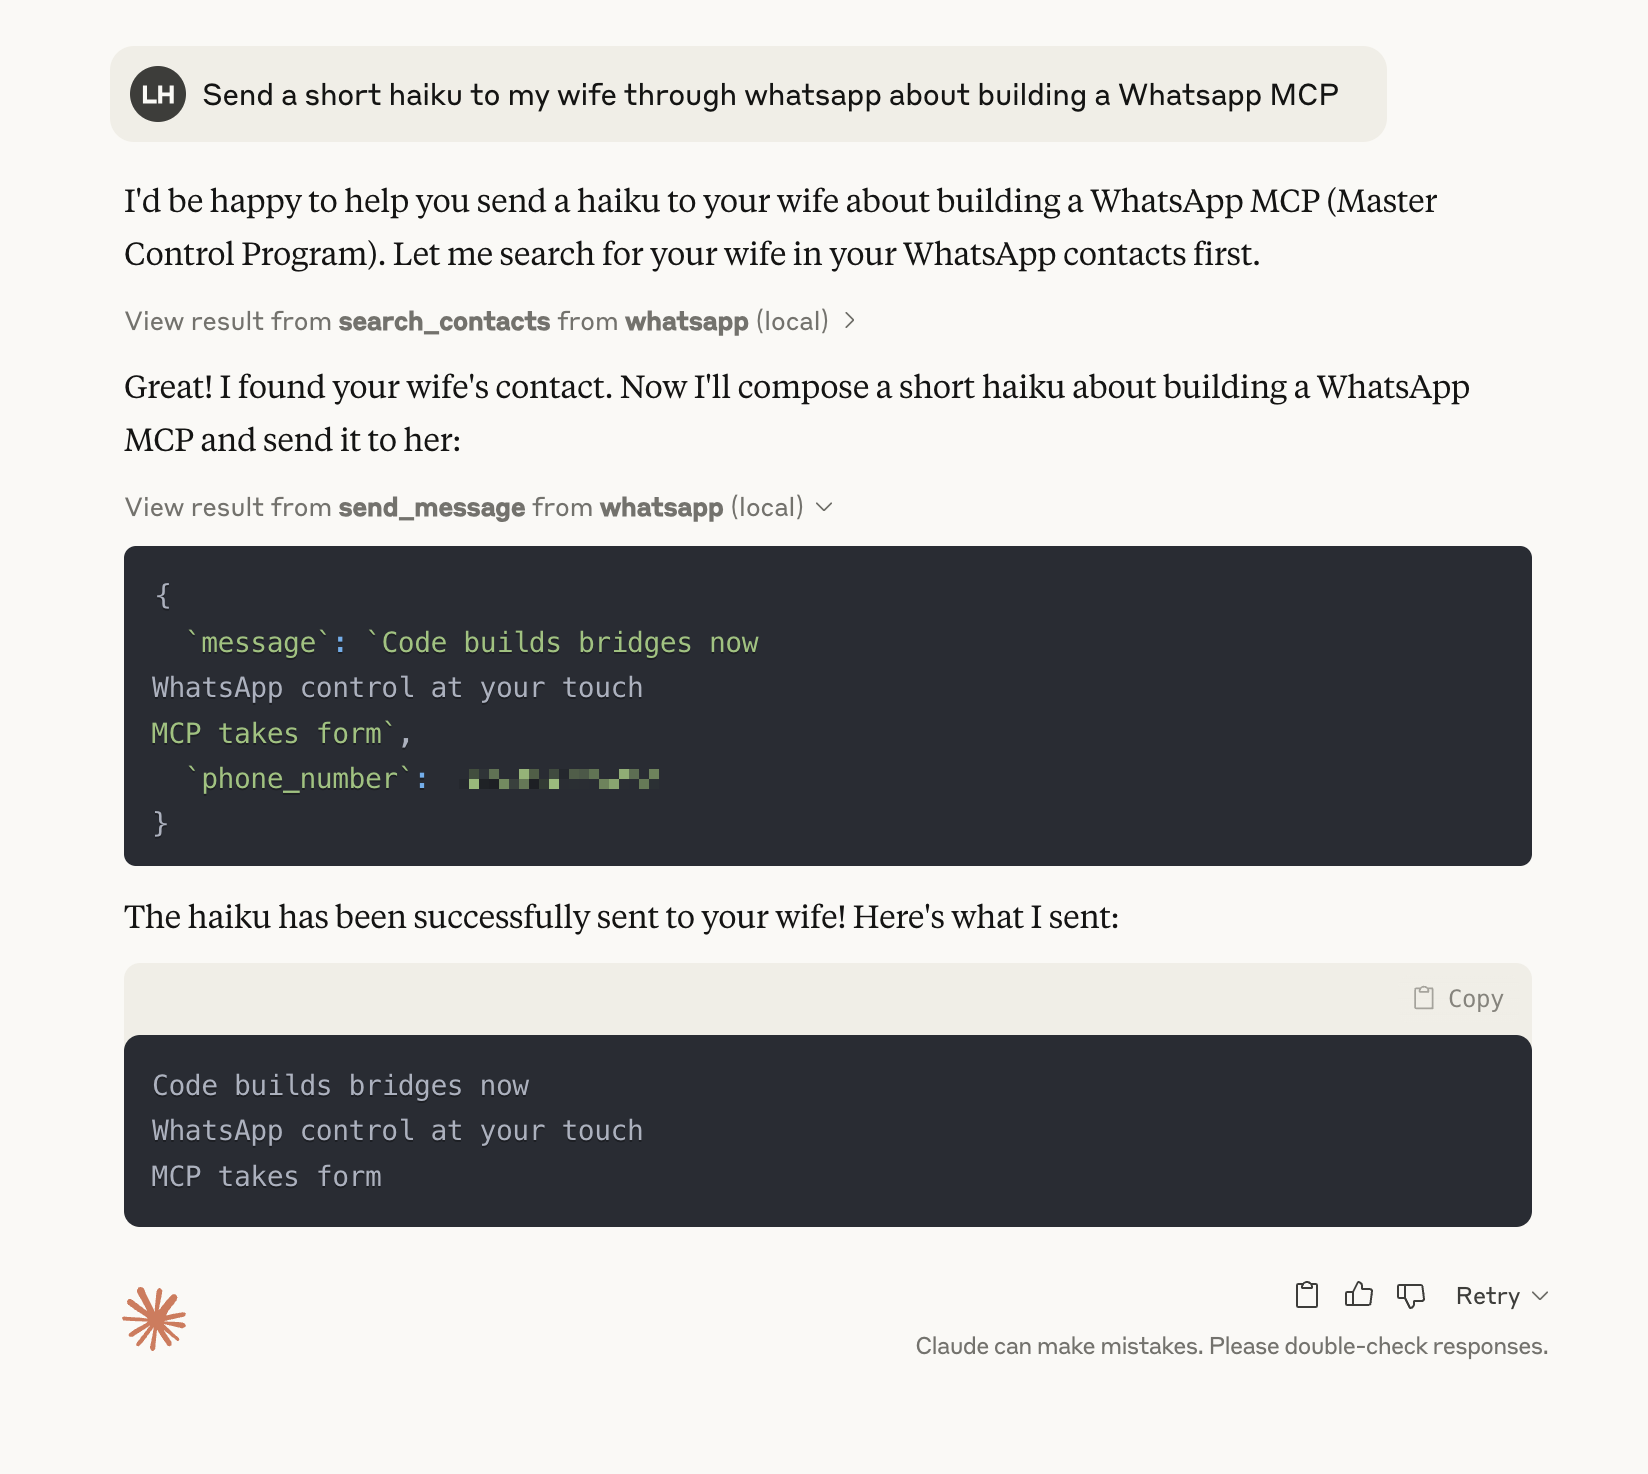 LH Send a short haiku to my wife through whatsapp about building a Whatsapp MCP
I'd be happy to help you send a haiku to your wife about building a WhatsApp MCP (Master
Control Program). Let me search for your wife in your WhatsApp contacts first.
View result from search_contacts from whatsapp (local)
Great! I found your wife's contact. Now I'll compose a short haiku about building a WhatsApp
MCP and send it to her:
View result from send_message from whatsapp (local)
{
`message`: `Code builds bridges now
WhatsApp control at your touch
MCP takes form`,
`phone_number`:
}
The haiku has been successfully sent to your wife! Here's what I sent:
Copy
Code builds bridges now
WhatsApp control at your touch
MCP takes form
Retry
Claude can make mistakes. Please double-check responses.